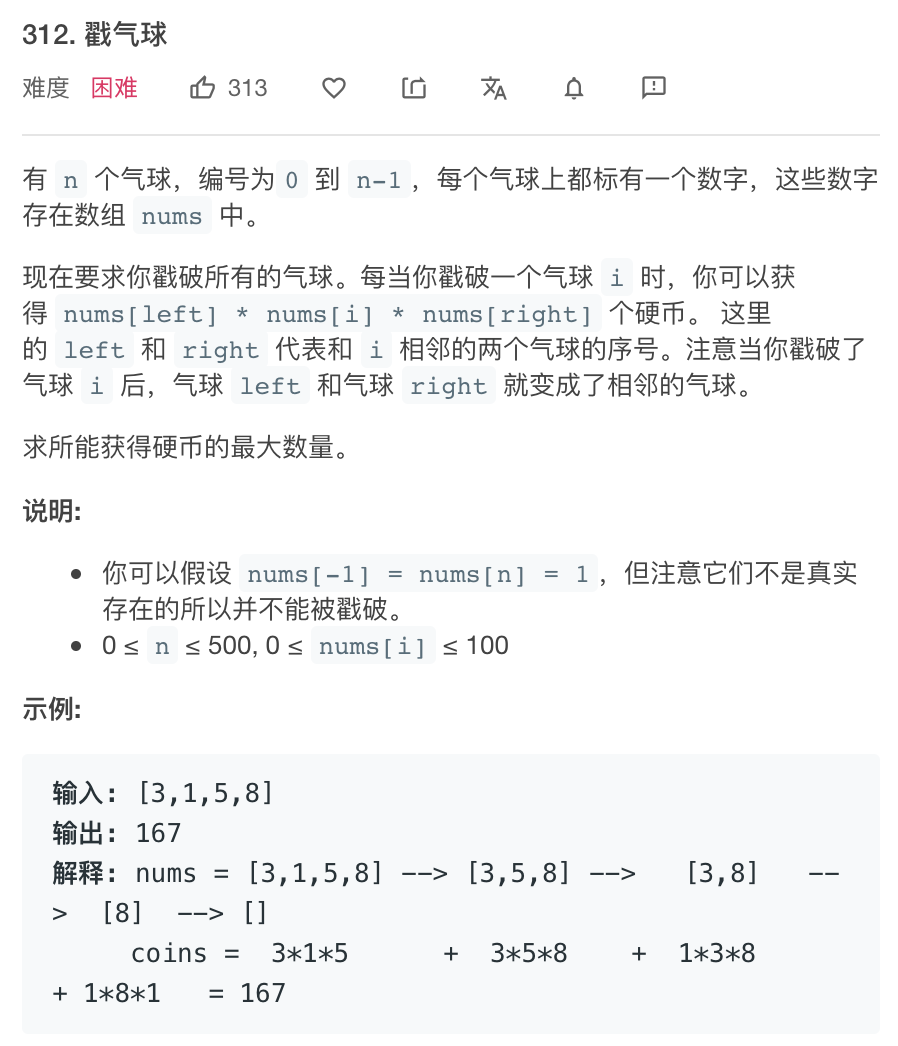 312. 戳气球
难度 困难 313
有 n 个气球，编号为 0 到 n-1，每个气球上都标有一个数字，这些数字
存在数组 nums 中。
现在要求你戳破所有的气球。每当你戳破一个气球 i 时，你可以获
得 nums[left] * nums[i] * nums[right] 个硬币。 这里
的 left 和 right 代表和 i 相邻的两个气球的序号。注意当你戳破了
气球 i 后，气球 left 和气球 right 就变成了相邻的气球。
求所能获得硬币的最大数量。
说明:
• 你可以假设 nums[-1] = nums[n] = 1，但注意它们不是真实
存在的所以并不能被戳破。
• 0 ≤ n ≤ 500, 0 ≤ nums[i] ≤ 100
示例:
输入: [3,1,5,8]
输出: 167
解释: nums = [3,1,5,8] --> [3,5,8] -->   [3,8]   --
>  [8]  --> []
     coins =  3*1*5      +  3*5*8    +  1*3*8
+ 1*8*1   = 167